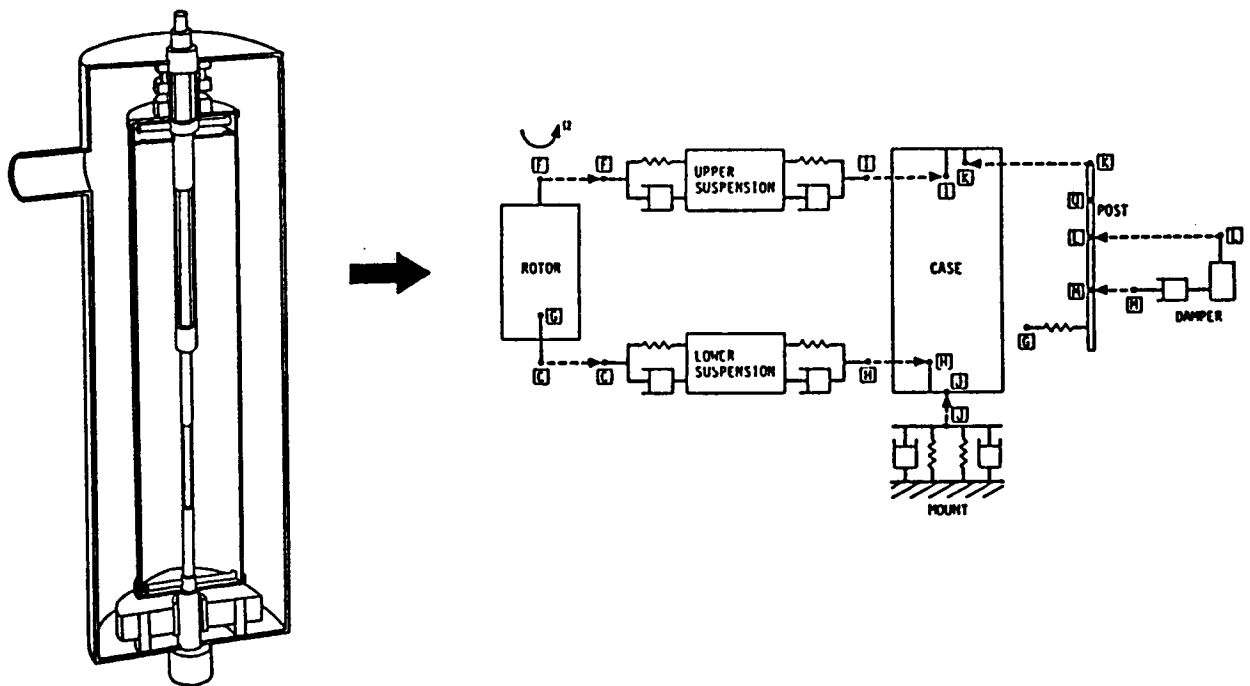 Ω
F
F
UPPER
SUSPENSION
I
I
K
K
U
POST
L
L
ROTOR
CASE
M
M
DAMPER
G
G
LOWER
SUSPENSION
C
C
H
H
J
J
MOUNT